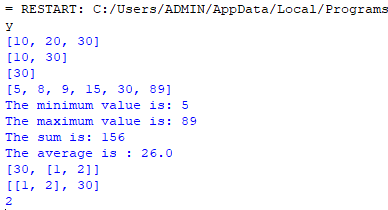 = RESTART: C:/Users/ADMIN/AppData/Local/Programs
y
[10, 20, 30]
[10, 30]
[30]
[5, 8, 9, 15, 30, 89]
The minimum value is: 5
The maximum value is: 89
The sum is: 156
The average is : 26.0
[30, [1, 2]]
[[1, 2], 30]
2